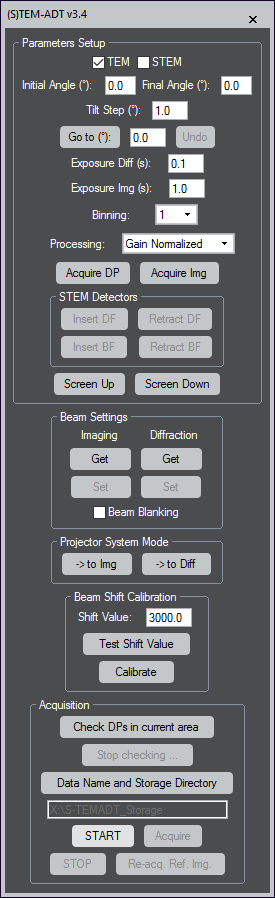 (S)TEM-ADT v3.4
Parameters Setup
TEM STEM
Initial Angle (°): 0.0 Final Angle (°): 0.0
Tilt Step (°): 1.0
Go to (°): 0.0 Undo
Exposure Diff (s): 0.1
Exposure Img (s): 1.0
Binning: 1
Processing: Gain Normalized
Acquire DP Acquire Img
STEM Detectors
Insert DF Retract DF
Insert BF Retract BF
Screen Up Screen Down
Beam Settings
Imaging Diffraction
Get Get
Set Set
Beam Blanking
Projector System Mode
-> to Img -> to Diff
Beam Shift Calibration
Shift Value: 3000.0
Test Shift Value
Calibrate
Acquisition
Check DPs in current area
Stop checking ...
Data Name and Storage Directory
X:\S-TEMADT_Storage
START Acquire
STOP Re-acq. Ref. Img.